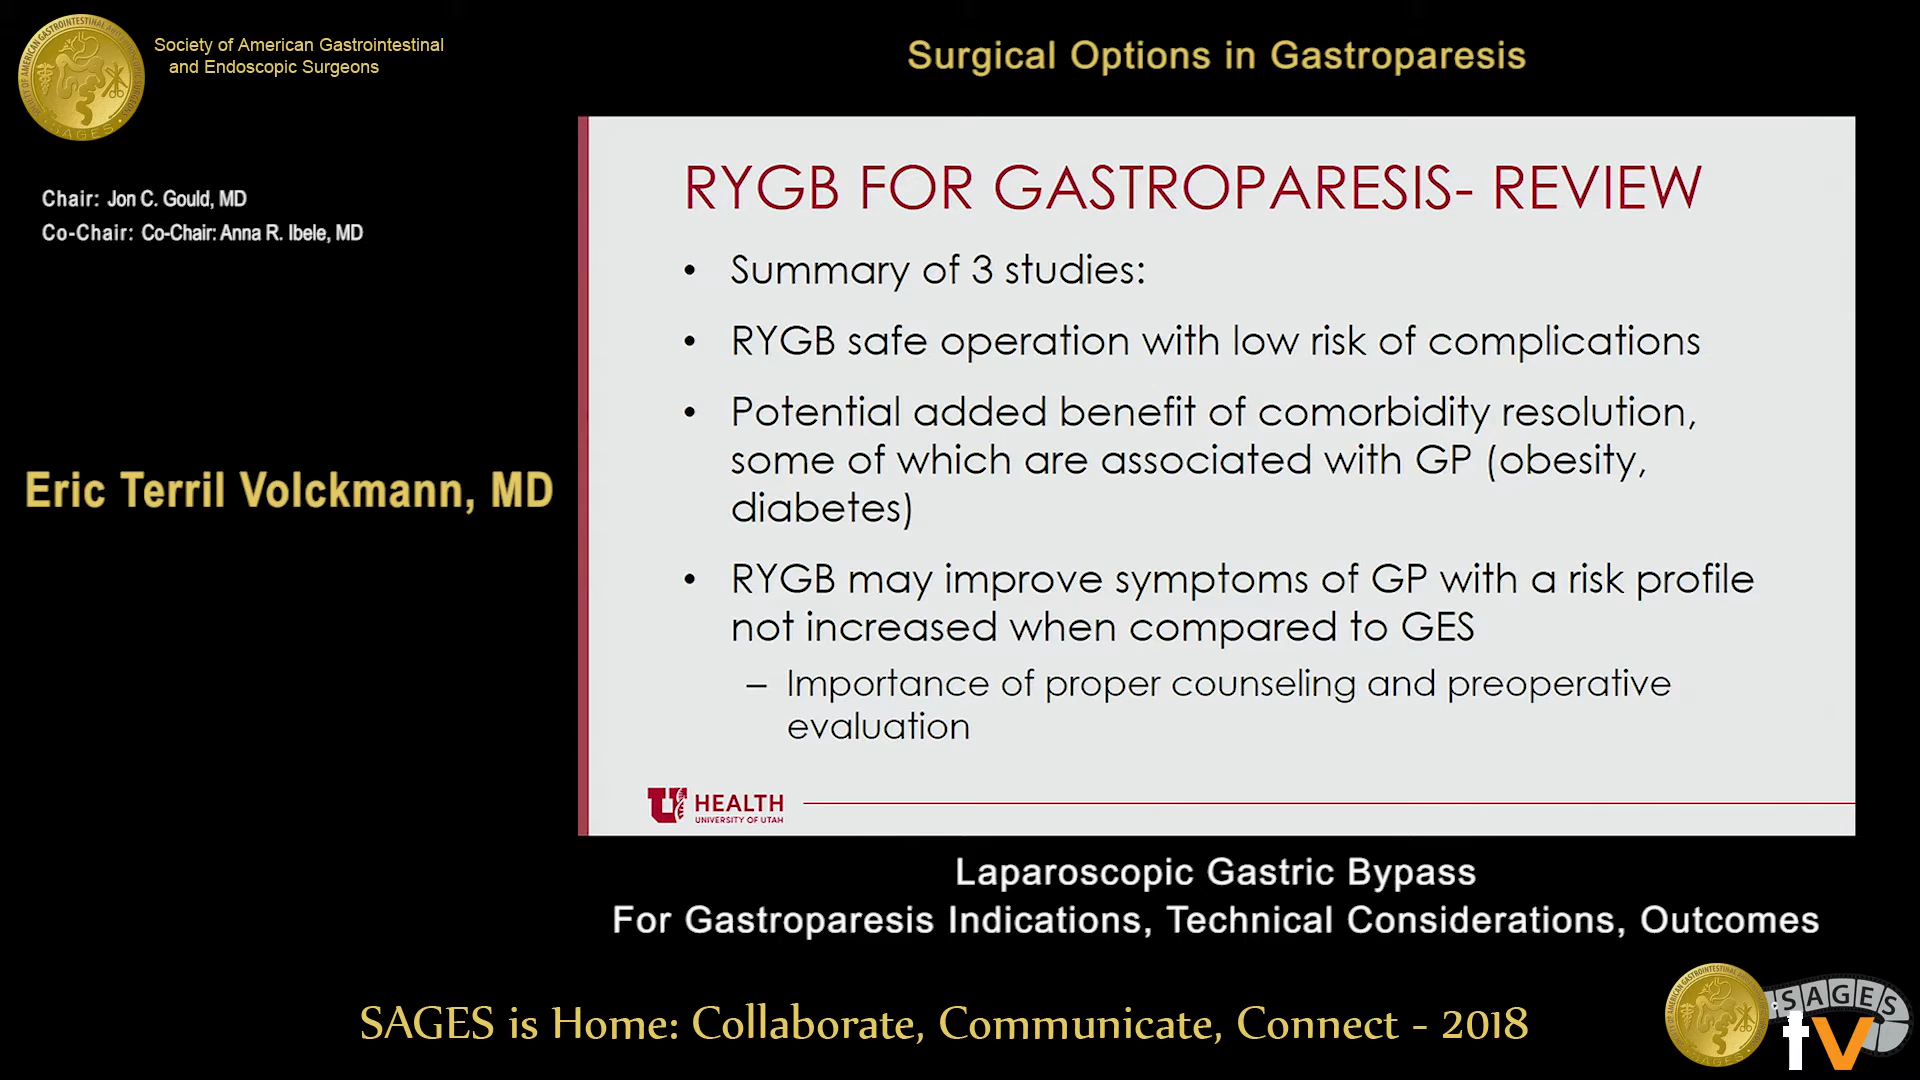 Society of American Gastrointestinal
and Endoscopic Surgeons
Surgical Options in Gastroparesis
Chair: Jon C. Gould, MD
Co-Chair: Co-Chair: Anna R. Ibele, MD
Eric Terril Volckmann, MD
RYGB FOR GASTROPARESIS- REVIEW
• Summary of 3 studies:
• RYGB safe operation with low risk of complications
• Potential added benefit of comorbidity resolution,
some of which are associated with GP (obesity,
diabetes)
• RYGB may improve symptoms of GP with a risk profile
not increased when compared to GES
– Importance of proper counseling and preoperative
evaluation
U HEALTH
UNIVERSITY OF UTAH
Laparoscopic Gastric Bypass
For Gastroparesis Indications, Technical Considerations, Outcomes
SAGES is Home: Collaborate, Communicate, Connect - 2018
SAGES
tv